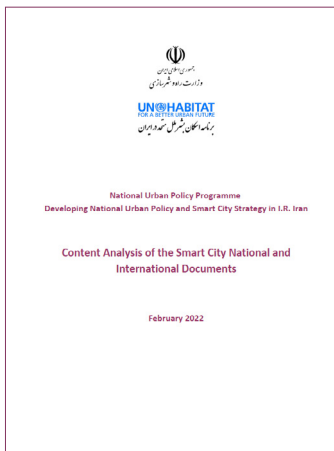 جمهوری اسلامی ایران
وزارت راه و شهرسازی
UN HABITAT
FOR A BETTER URBAN FUTURE
برنامه اسکان بشر ملل متحد در ایران
National Urban Policy Programme
Developing National Urban Policy and Smart City Strategy in I.R. Iran
Content Analysis of the Smart City National and
International Documents
February 2022